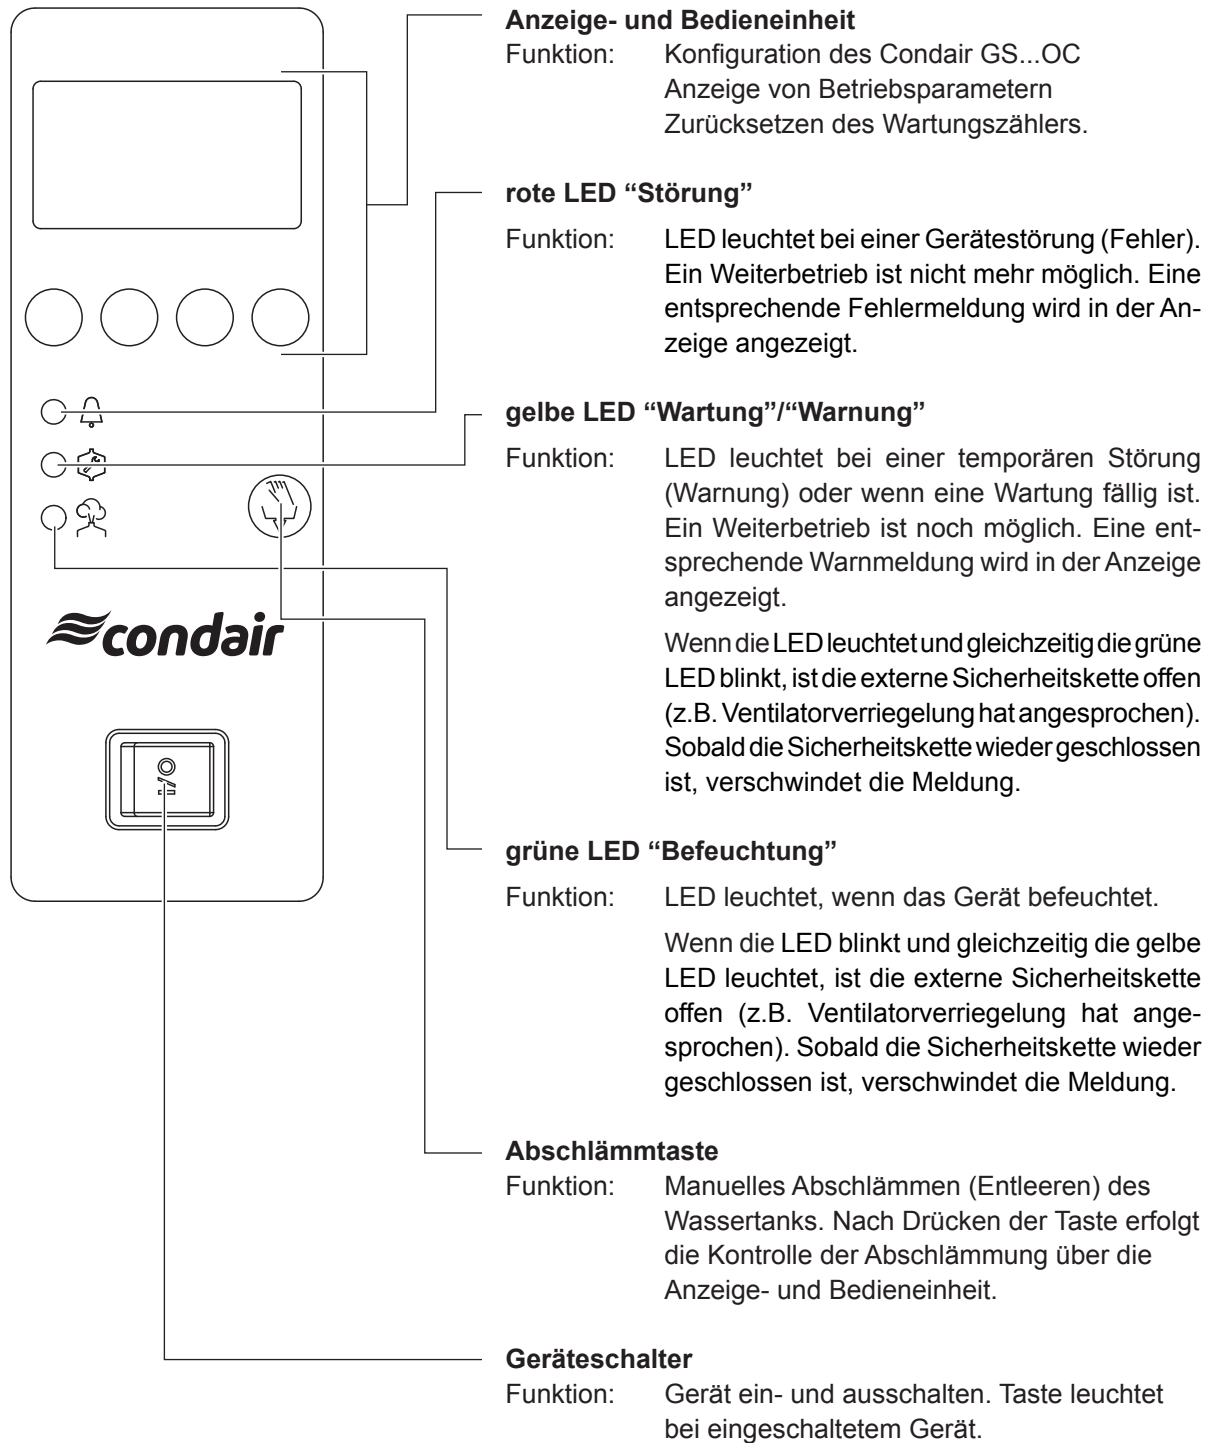 Anzeige- und Bedieneinheit
Funktion: Konfiguration des Condair GS...OC
Anzeige von Betriebsparametern
Zurücksetzen des Wartungszählers.
rote LED “Störung”
Funktion: LED leuchtet bei einer Gerätestörung (Fehler).
Ein Weiterbetrieb ist nicht mehr möglich. Eine
entsprechende Fehlermeldung wird in der An-
zeige angezeigt.
gelbe LED “Wartung”/“Warnung”
Funktion: LED leuchtet bei einer temporären Störung
(Warnung) oder wenn eine Wartung fällig ist.
Ein Weiterbetrieb ist noch möglich. Eine ent-
sprechende Warnmeldung wird in der Anzeige
angezeigt.
Wenn die LED leuchtet und gleichzeitig die grüne
LED blinkt, ist die externe Sicherheitskette offen
(z.B. Ventilatorverriegelung hat angesprochen).
Sobald die Sicherheitskette wieder geschlossen
ist, verschwindet die Meldung.
condair
grüne LED “Befeuchtung”
Funktion: LED leuchtet, wenn das Gerät befeuchtet.
Wenn die LED blinkt und gleichzeitig die gelbe
LED leuchtet, ist die externe Sicherheitskette
offen (z.B. Ventilatorverriegelung hat ange-
sprochen). Sobald die Sicherheitskette wieder
geschlossen ist, verschwindet die Meldung.
Abschlämmtaste
Funktion: Manuelles Abschlämmen (Entleeren) des
Wassertanks. Nach Drücken der Taste erfolgt
die Kontrolle der Abschlämmung über die
Anzeige- und Bedieneinheit.
Geräteschalter
Funktion: Gerät ein- und ausschalten. Taste leuchtet
bei eingeschaltetem Gerät.